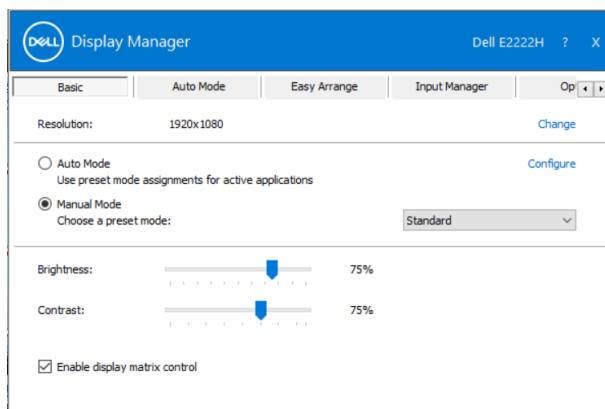 DELL Display Manager Dell E2222H ? X
Basic Auto Mode Easy Arrange Input Manager Op
Resolution: 1920x1080 Change
Auto Mode Configure
Use preset mode assignments for active applications
Manual Mode
Choose a preset mode: Standard
Brightness: 75%
Contrast: 75%
Enable display matrix control